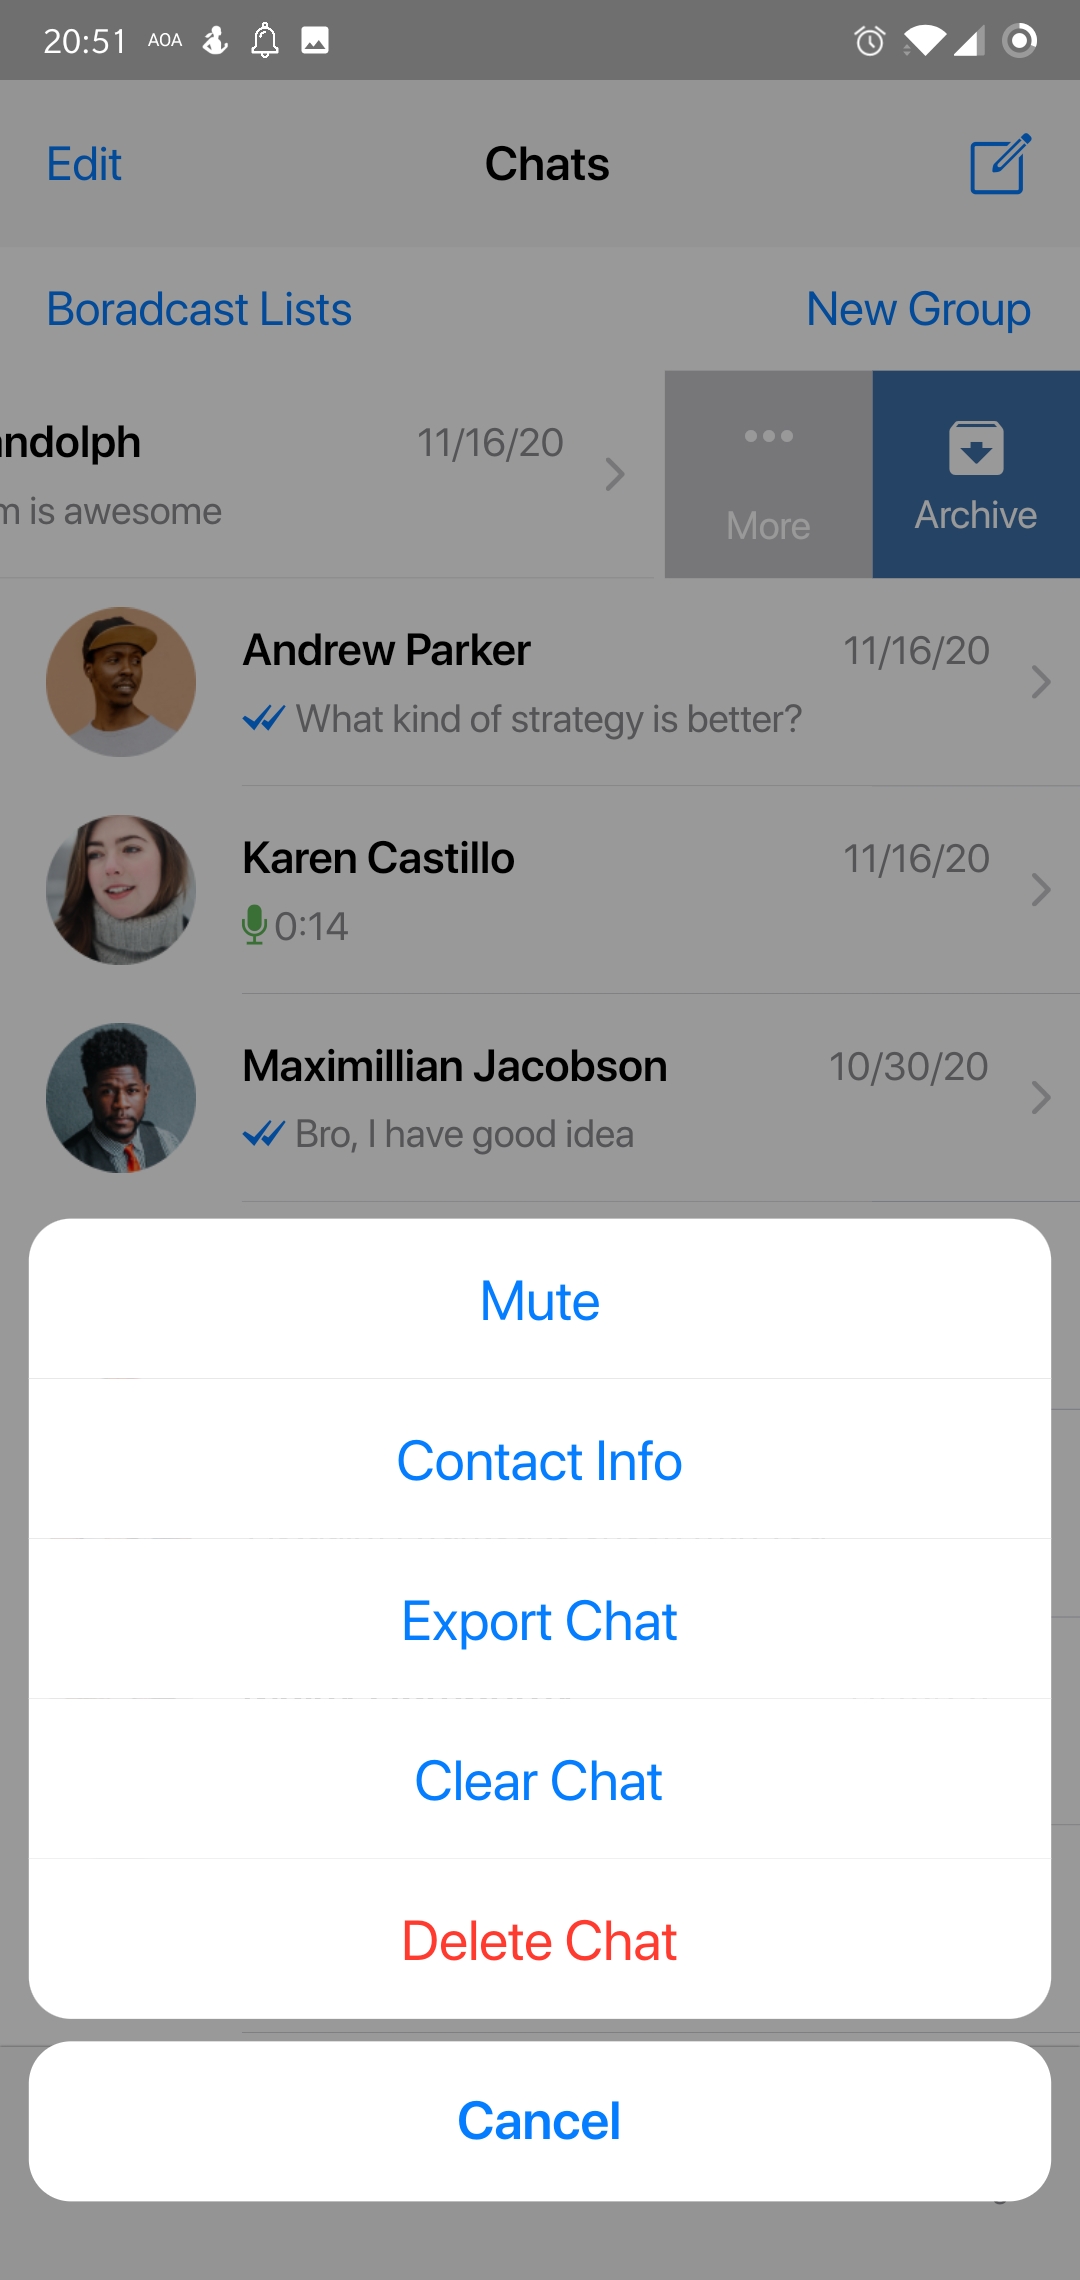 20:51 AOA
Edit Chats
Boradcast Lists New Group
ndolph 11/16/20
m is awesome
More Archive
Andrew Parker 11/16/20
What kind of strategy is better?
Karen Castillo 11/16/20
0:14
Maximillian Jacobson 10/30/20
Bro, I have good idea
Mute
Contact Info
Export Chat
Clear Chat
Delete Chat
Cancel